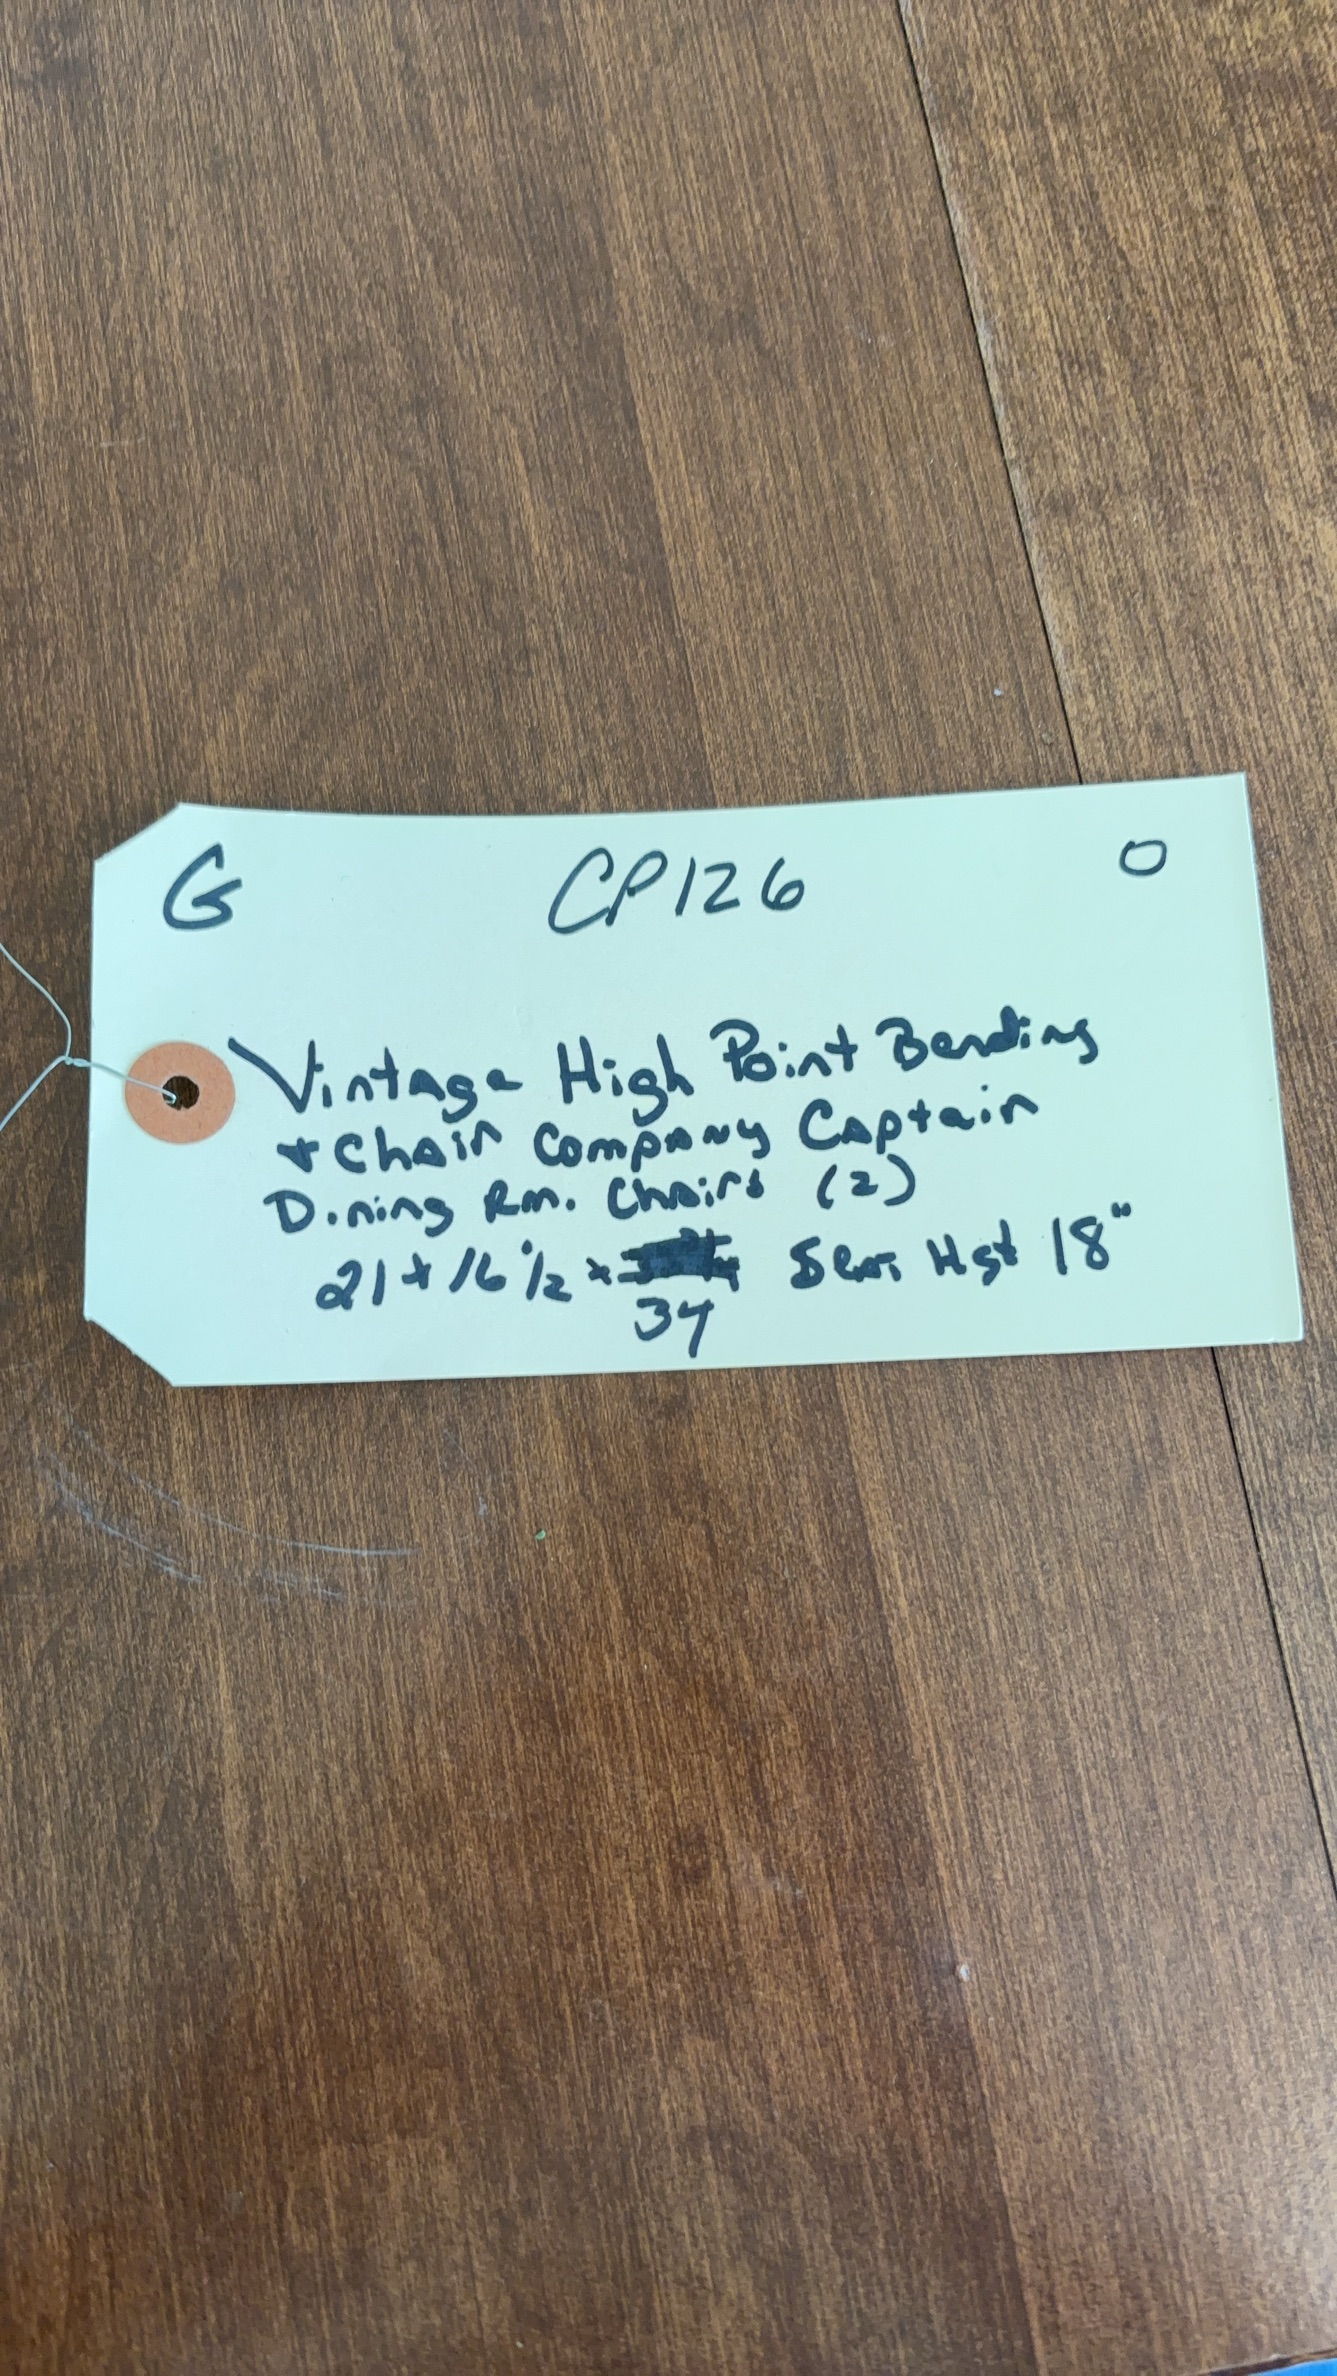 G CP126 O
Vintage High Point Bending
+ Chair Company Captain
Dining Rm. Chairs (2)
21 x 16 1/2 x 34 Seat Hgt 18"